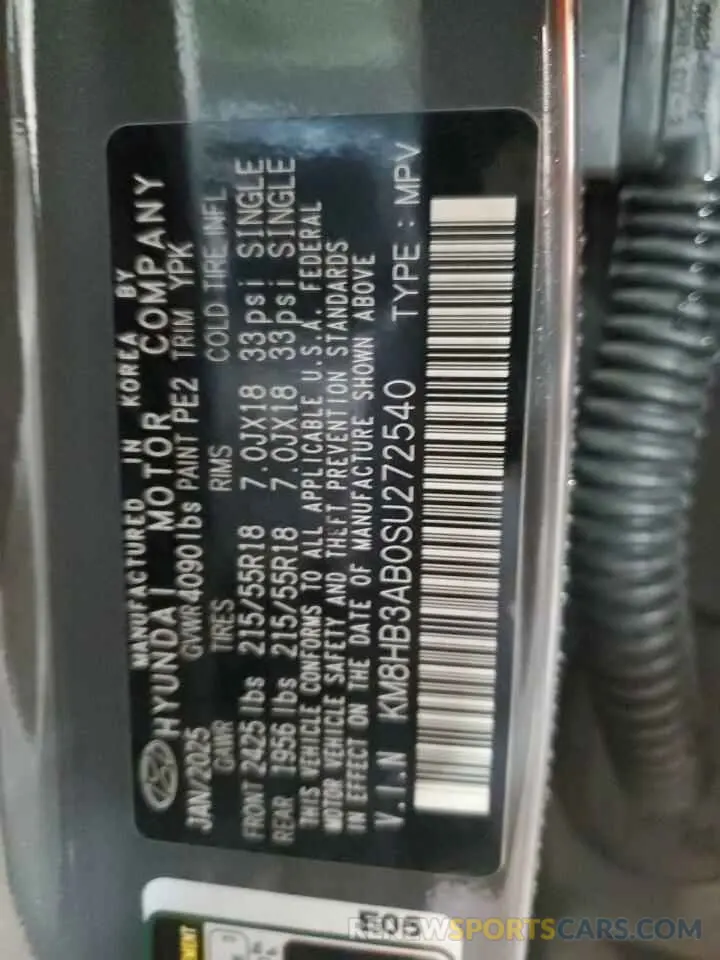 MANUFACTURED IN KOREA BY
HYUNDAI MOTOR COMPANY
JAN/2025 GVWR 4090lbs PAINT PE2 TRIM YPK
GAWR TIRES RMS COLD TIRE INFL
FRONT 2425 lbs 215/55R18 7.0JX18 33psi SINGLE
REAR 1956 lbs 215/55R18 7.0JX18 33psi SINGLE
THIS VEHICLE CONFORMS TO ALL APPLICABLE U.S.A. FEDERAL
MOTOR VEHICLE SAFETY AND THEFT PREVENTION STANDARDS
IN EFFECT ON THE DATE OF MANUFACTURE SHOWN ABOVE
V.I.N KM8HB3AB0SU272540 TYPE : MPV
REWSPORTSCARS.COM